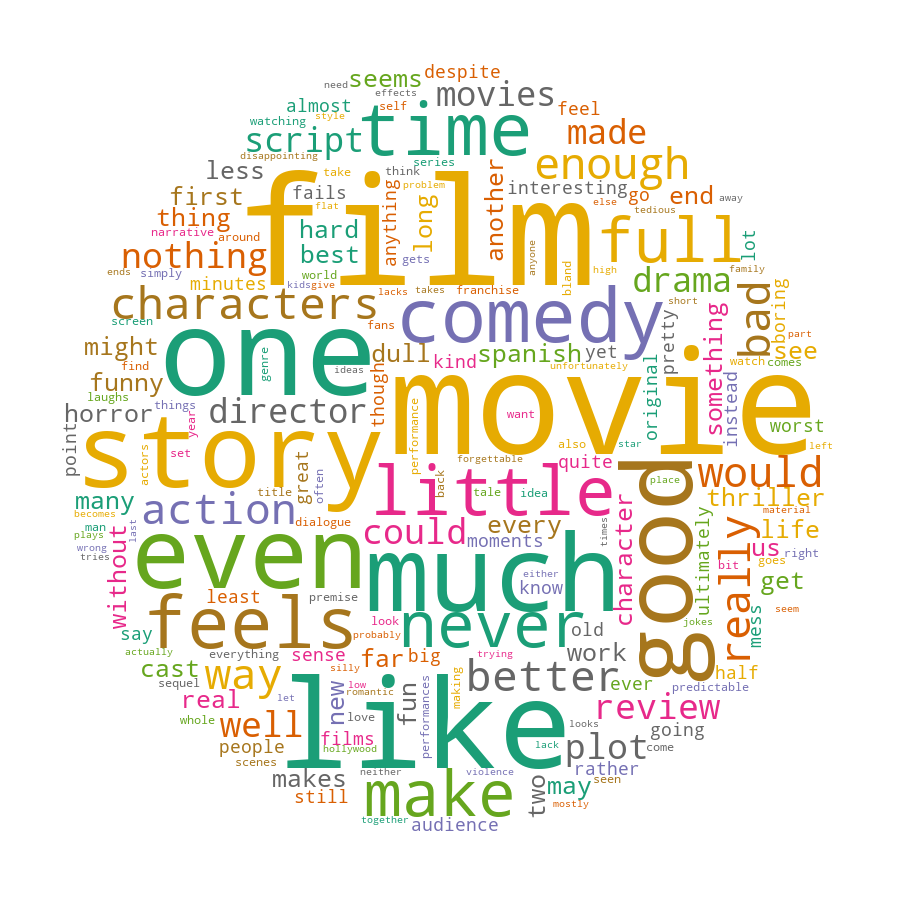 despite
seems
need
effects
movies
almost
self
feel
time
watching
style
script
made
disappointing
series
enough
less
take
think
another
interesting
problem
first
fails
go
end
away
film
anything
long
else
thing
flat
tedious
full
narrative
hard
around
lot
nothing
best
gets
anyone
ends
simply
world
bland
high
family
drama
minutes
kidsgive
lacks
takes
franchise
short
characters
bad
boring
screen
fans
comedy
one
something
pretty
part
might
dull
spanish
yet
see
genre
kind
original
watch
comes
find
ideas
unfortunately
funny
though
movie
instead
laughs
things
horror
director
performance
want
star
worst
year
point
story
also
left
set
forgettable
quite
actors
great
often
back
little
good
would
many
title
tale
idea
place
thriller
becomes
action
man
dialogue
could
every
character
material
plays
last
times
life
wrong
even
moments
really
us
right
tries
without
much
ultimately
bit
goes
either
know
get
least
premise
feels
look
never
jokes
mess
seem
say
probably
old
actually
everything
sense
far
big
trying
work
cast
silly
way
better
half
sequel
low
making
ever
predictable
real
romantic
new
fun
let
like
review
whole
love
well
films
performances
looks
going
people
hollywood
lack
plot
come
scenes
makes
neither
violence
rather
make
two
may
seen
still
mostly
together
audience